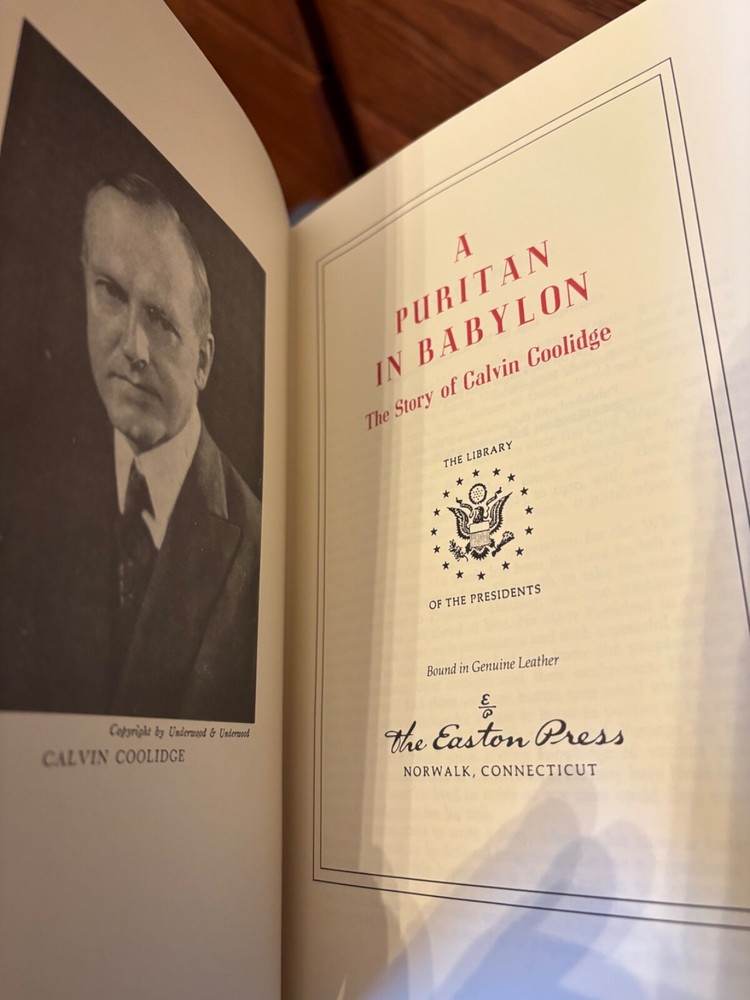 Copyright by Underwood & Underwood
CALVIN COOLIDGE
A
PURITAN
IN BABYLON
The Story of Calvin Coolidge
THE LIBRARY
OF THE PRESIDENTS
Bound in Genuine Leather
E
P
the Easton Press
NORWALK, CONNECTICUT